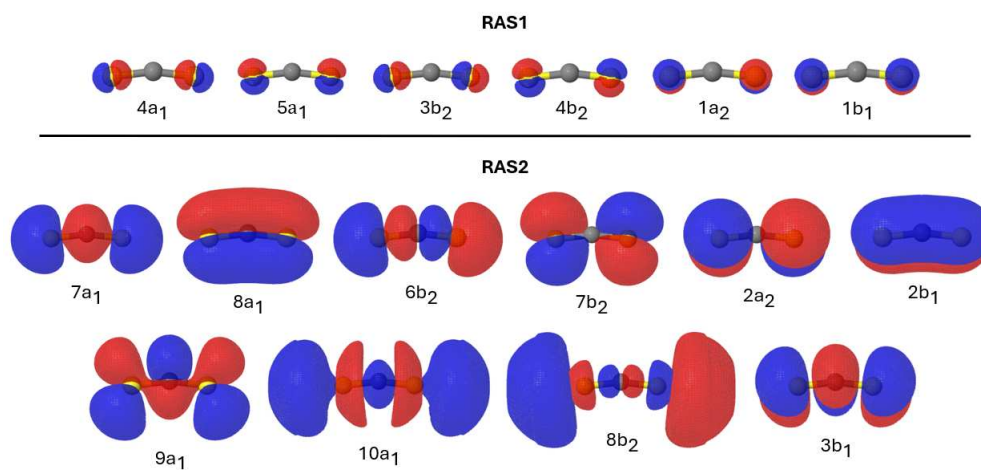 RAS1
4a₁ 5a₁ 3b₂ 4b₂ 1a₂ 1b₁
RAS2
7a₁ 8a₁ 6b₂ 7b₂ 2a₂ 2b₁
9a₁ 10a₁ 8b₂ 3b₁